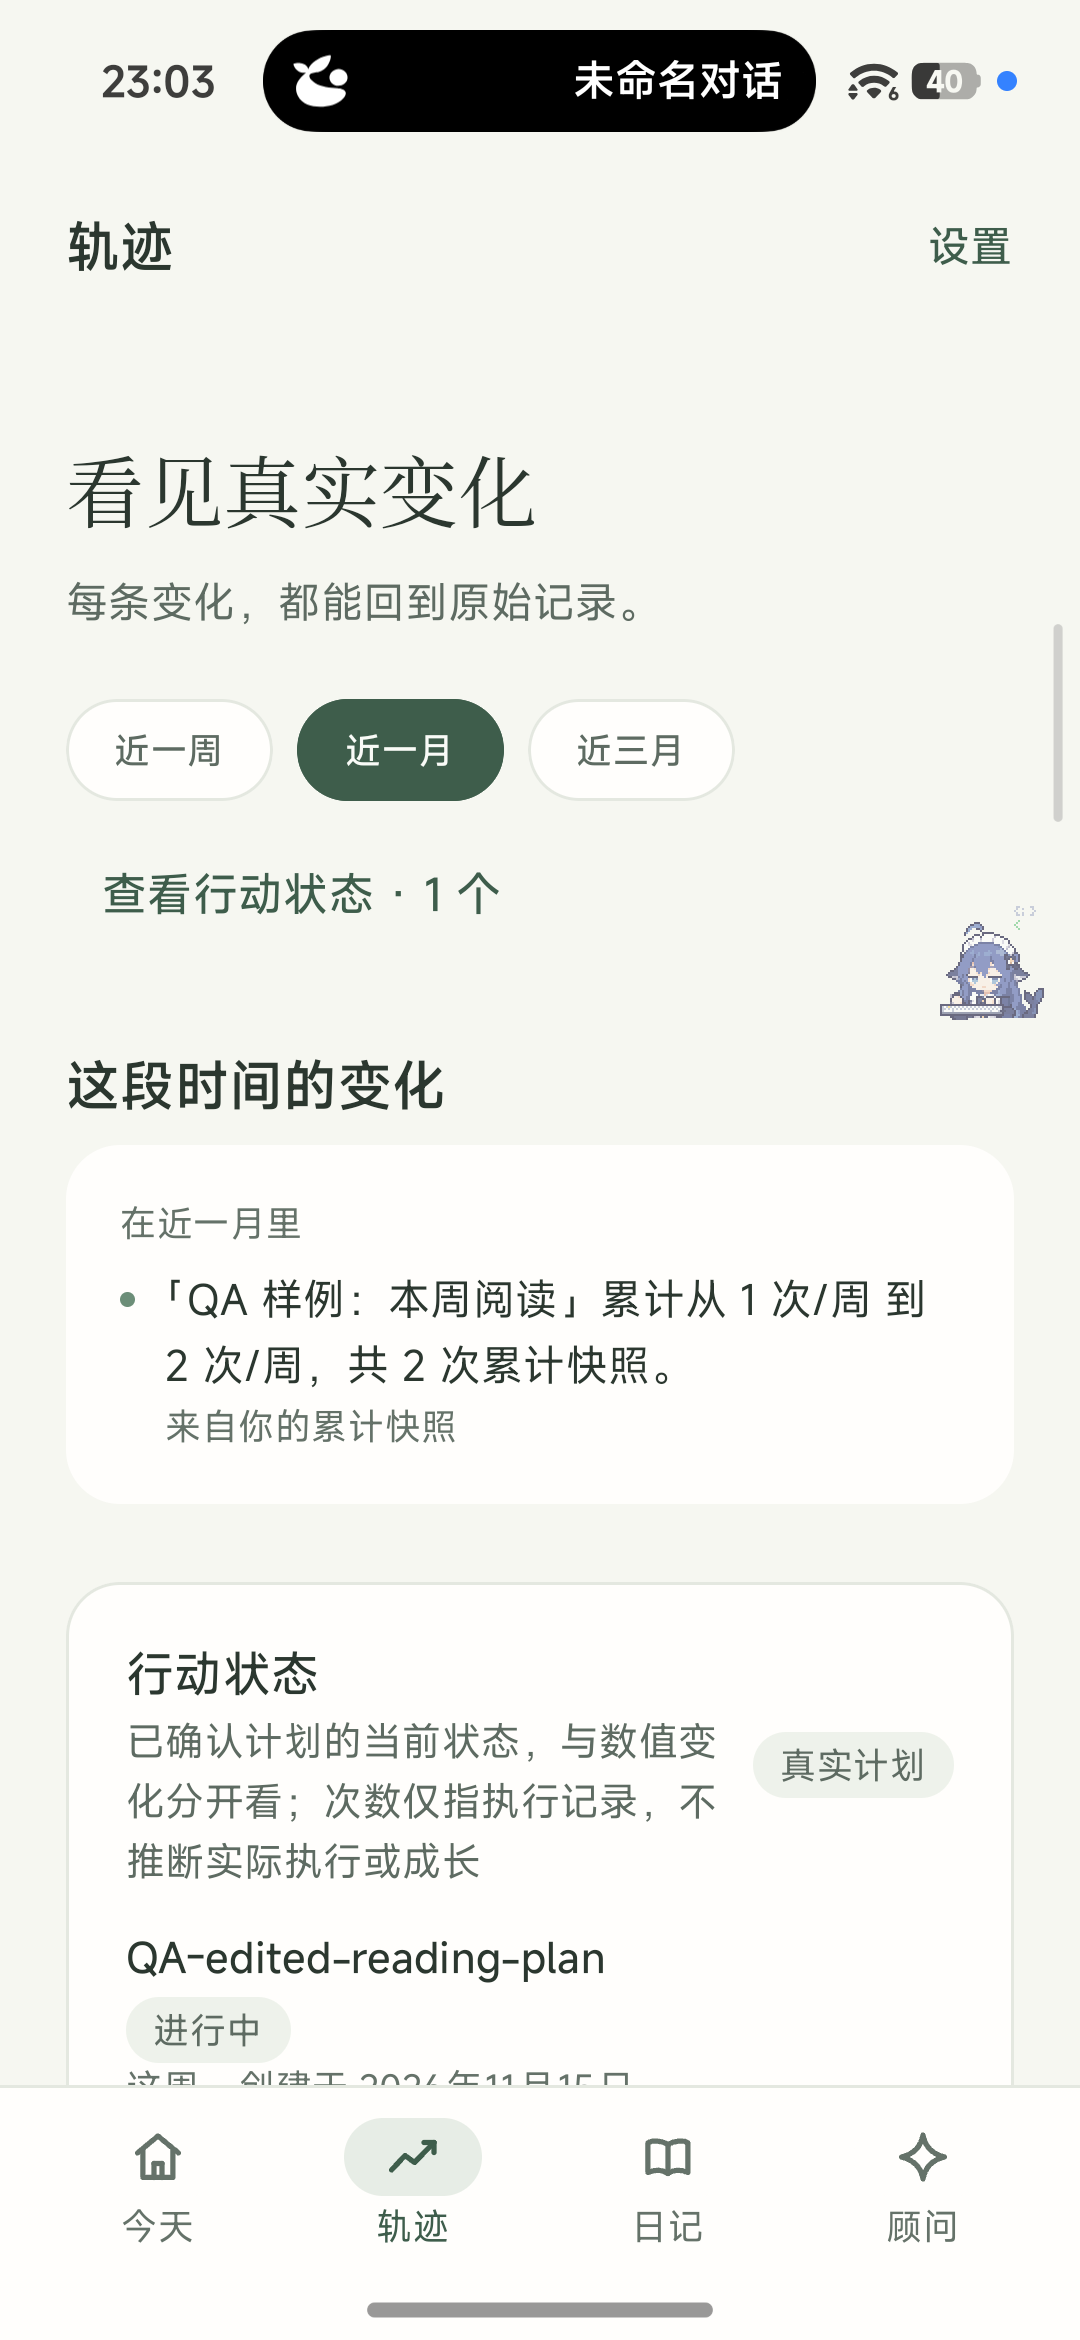 23:03
未命名对话
6
40
轨迹
设置
看见真实变化
每条变化，都能回到原始记录。
近一周
近一月
近三月
查看行动状态 · 1 个
这段时间的变化
在近一月里
「QA 样例：本周阅读」累计从 1 次/周 到
2 次/周，共 2 次累计快照。
来自你的累计快照
行动状态
已确认计划的当前状态，与数值变
化分开看；次数仅指执行记录，不
推断实际执行或成长
真实计划
QA-edited-reading-plan
进行中
今天
轨迹
日记
顾问